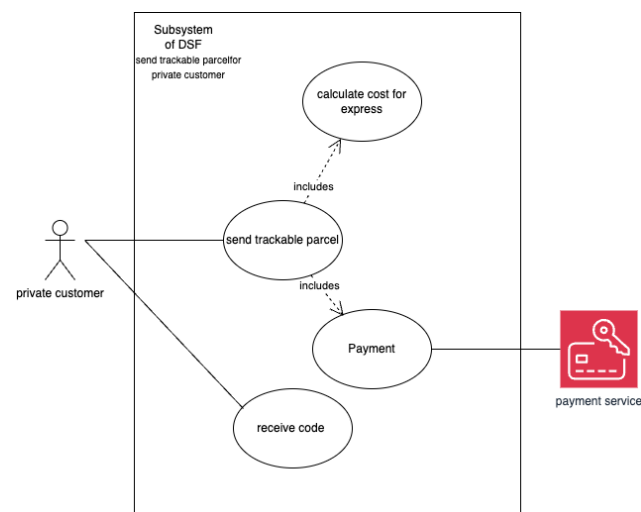 Subsystem
of DSF
send trackable parcelfor
private customer
calculate cost for
express
includes
send trackable parcel
includes
private customer
Payment
payment service
receive code